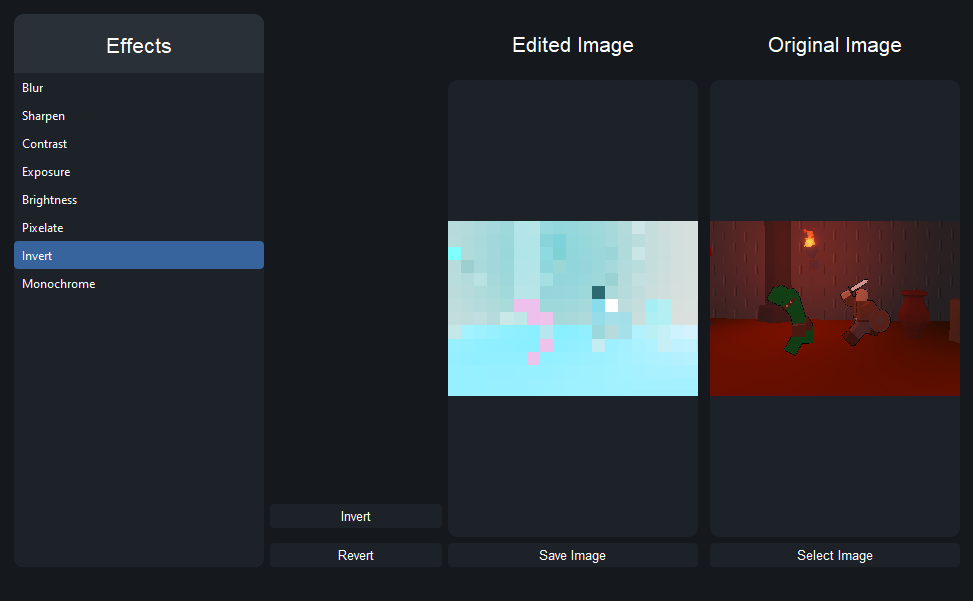 Effects
Blur
Sharpen
Contrast
Exposure
Brightness
Pixelate
Invert
Monochrome
Invert
Revert
Edited Image
Save Image
Original Image
Select Image